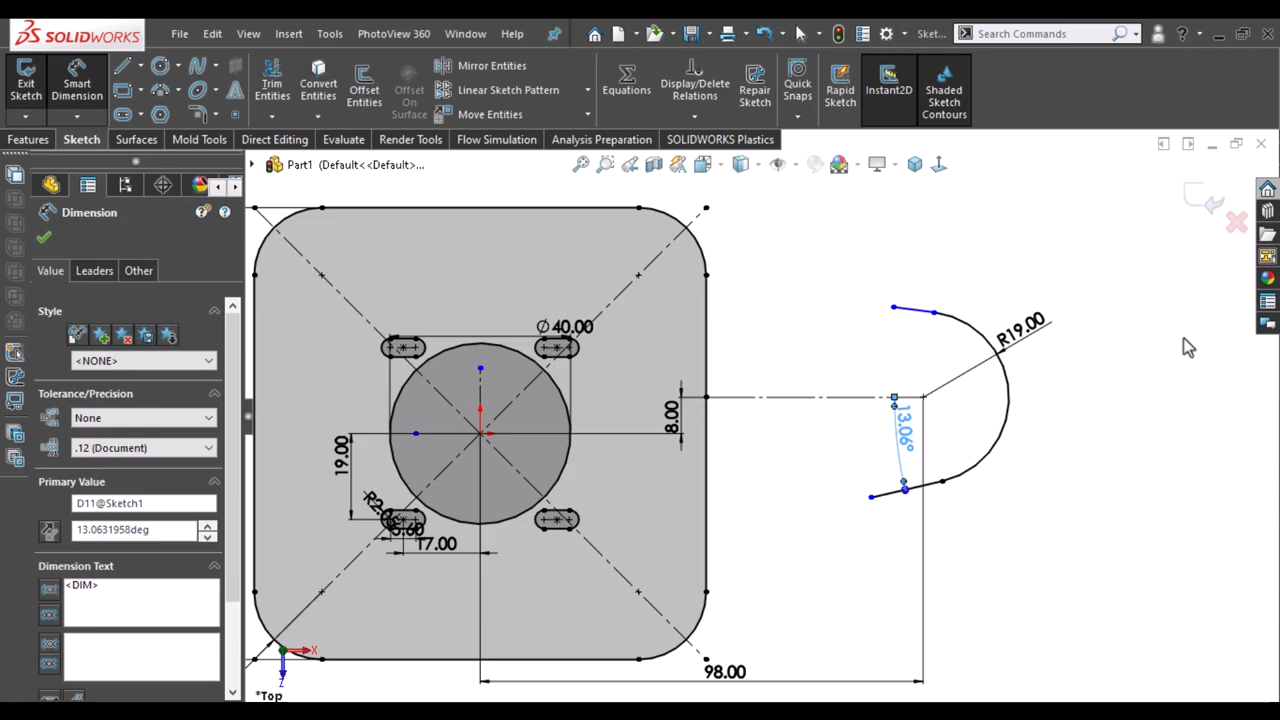 SOLIDWORKS
File Edit View Insert Tools PhotoView 360 Window Help
Sket...
Search Commands
Exit Sketch
Smart Dimension
Trim Entities
Convert Entities
Offset Entities
Offset On Surface
Mirror Entities
Linear Sketch Pattern
Move Entities
Equations
Display/Delete Relations
Repair Sketch
Quick Snaps
Rapid Sketch
Instant2D
Shaded Sketch Contours
Features Sketch Surfaces Mold Tools Direct Editing Evaluate Render Tools Flow Simulation Analysis Preparation SOLIDWORKS Plastics
Part1 (Default<<Default>...
Dimension
Value Leaders Other
Style
<NONE>
Tolerance/Precision
None
.12 (Document)
Primary Value
D11@Sketch1
13.0631958deg
Dimension Text
<DIM>
Ø 40.00
R19.00
8.00
13.06°
19.00
17.00
98.00
X
Z
*Top